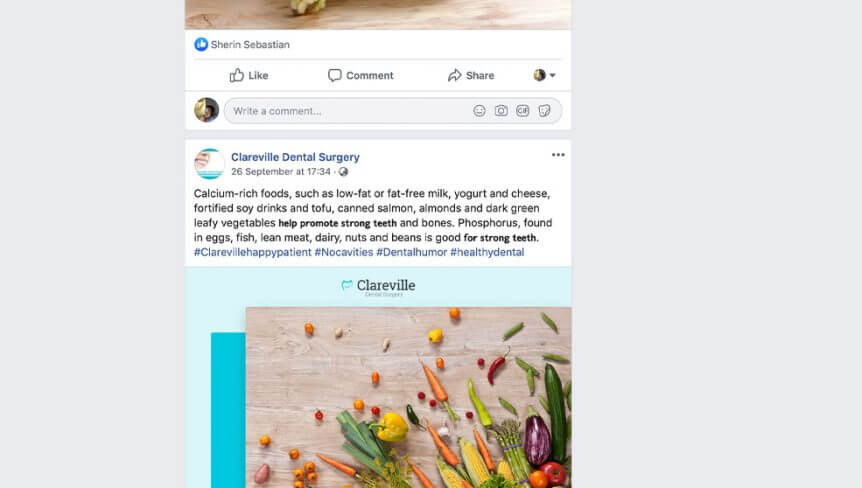 Sherin Sebastian
Like Comment Share
Write a comment...
GIF
Clareville Dental Surgery
26 September at 17:34 ·
Calcium-rich foods, such as low-fat or fat-free milk, yogurt and cheese,
fortified soy drinks and tofu, canned salmon, almonds and dark green
leafy vegetables help promote strong teeth and bones. Phosphorus, found
in eggs, fish, lean meat, dairy, nuts and beans is good for strong teeth.
#Clarevillehappypatient #Nocavities #Dentalhumor #healthydental
Clareville
Dental Surgery